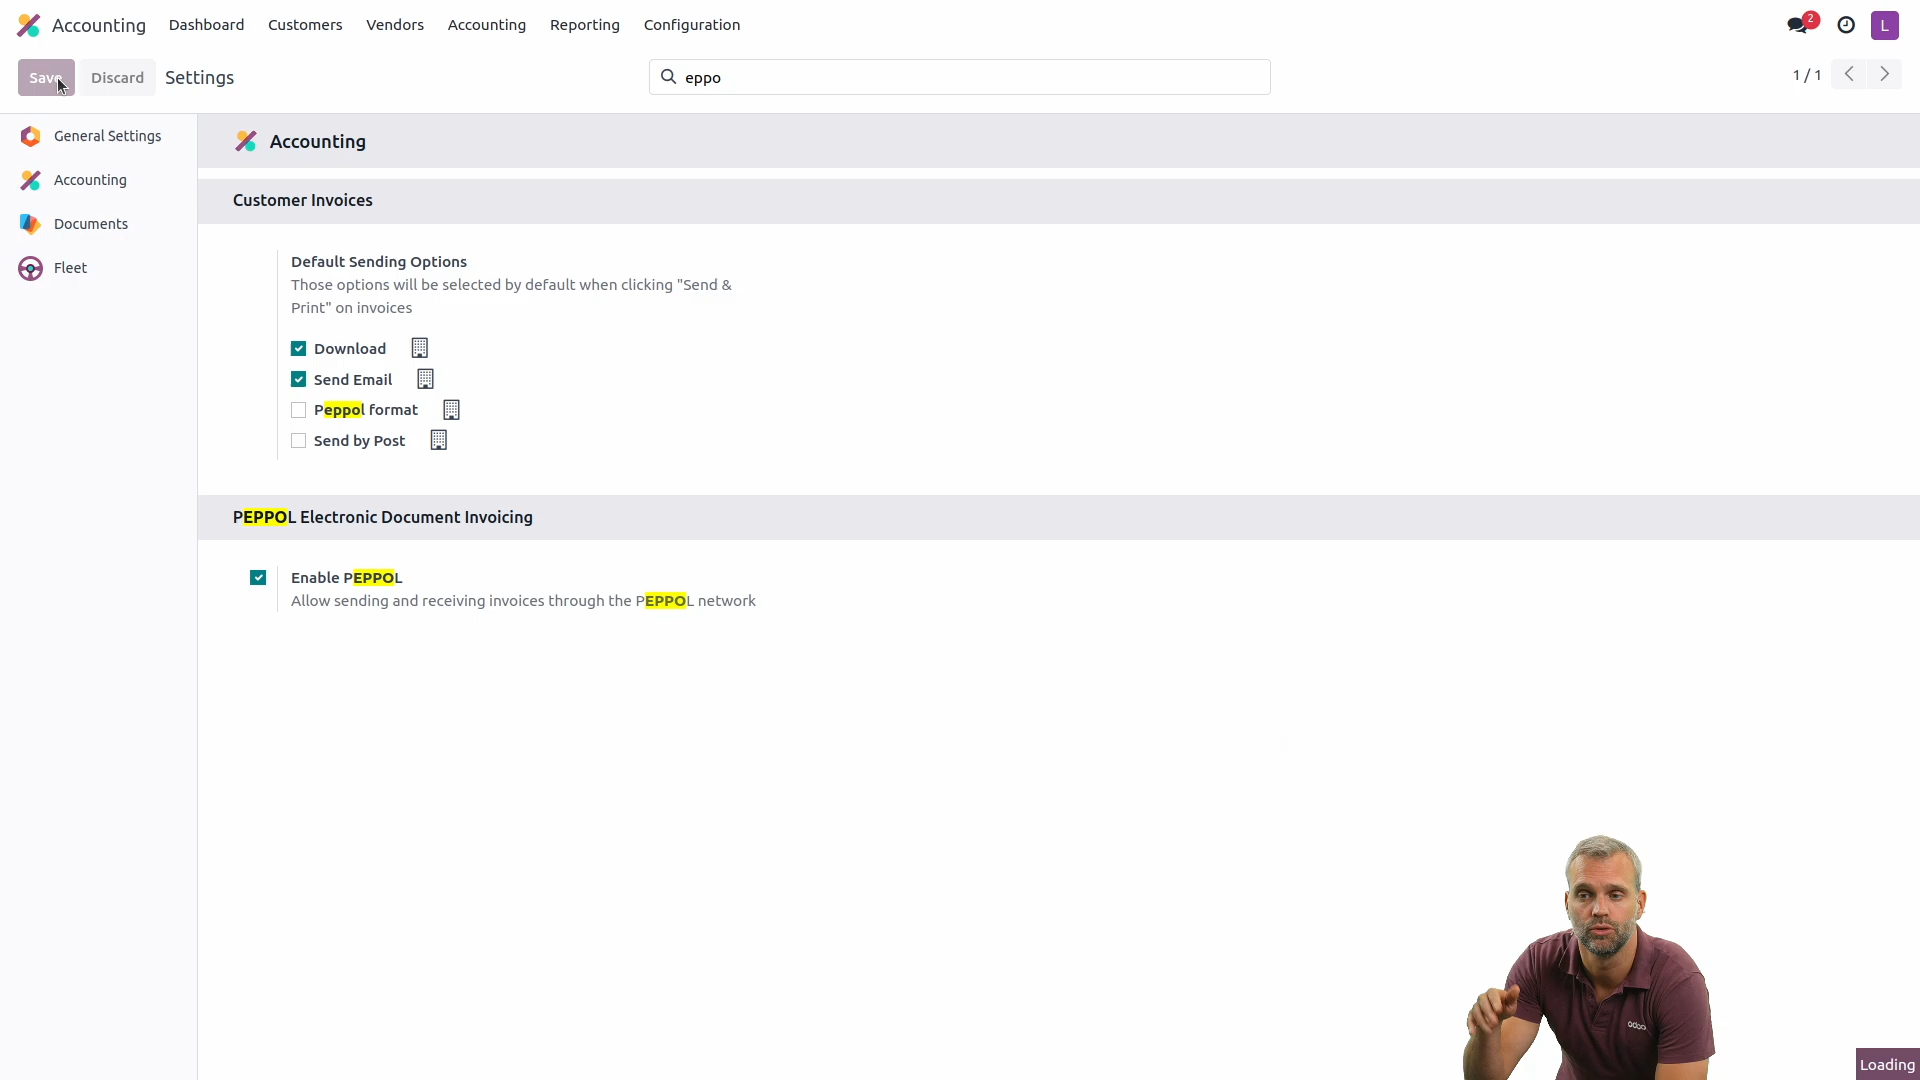 Accounting Dashboard Customers Vendors Accounting Reporting Configuration 2 L
Save Discard Settings eppo 1 / 1
General Settings
Accounting
Documents
Fleet
Accounting
Customer Invoices
Default Sending Options
Those options will be selected by default when clicking "Send &
Print" on invoices
Download
Send Email
Peppol format
Send by Post
PEPPOL Electronic Document Invoicing
Enable PEPPOL
Allow sending and receiving invoices through the PEPPOL network
odoo
Loading